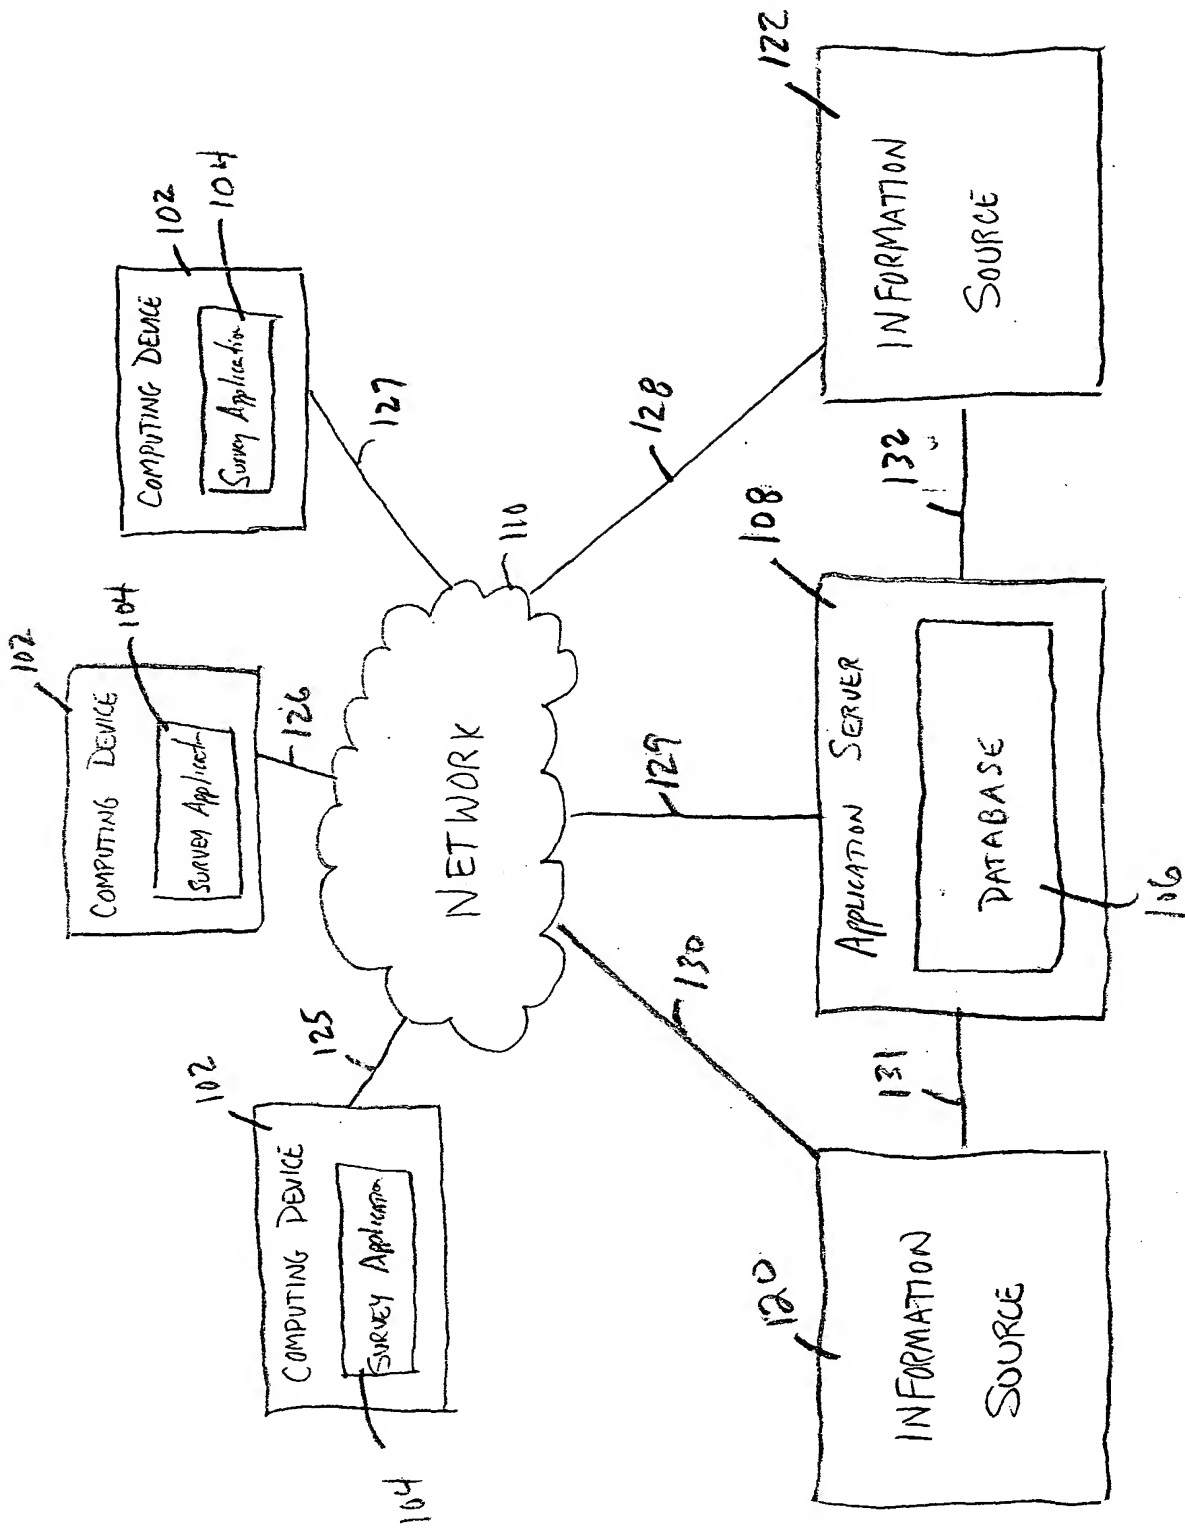 102
COMPUTING DEVICE
SURVEY Application
104
125
102
COMPUTING DEVICE
SURVEY Application
104
126
102
COMPUTING DEVICE
Survey Application
104
127
NETWORK
110
130
129
128
120
INFORMATION
SOURCE
131
108
APPLICATION SERVER
DATABASE
106
132
122
INFORMATION
SOURCE